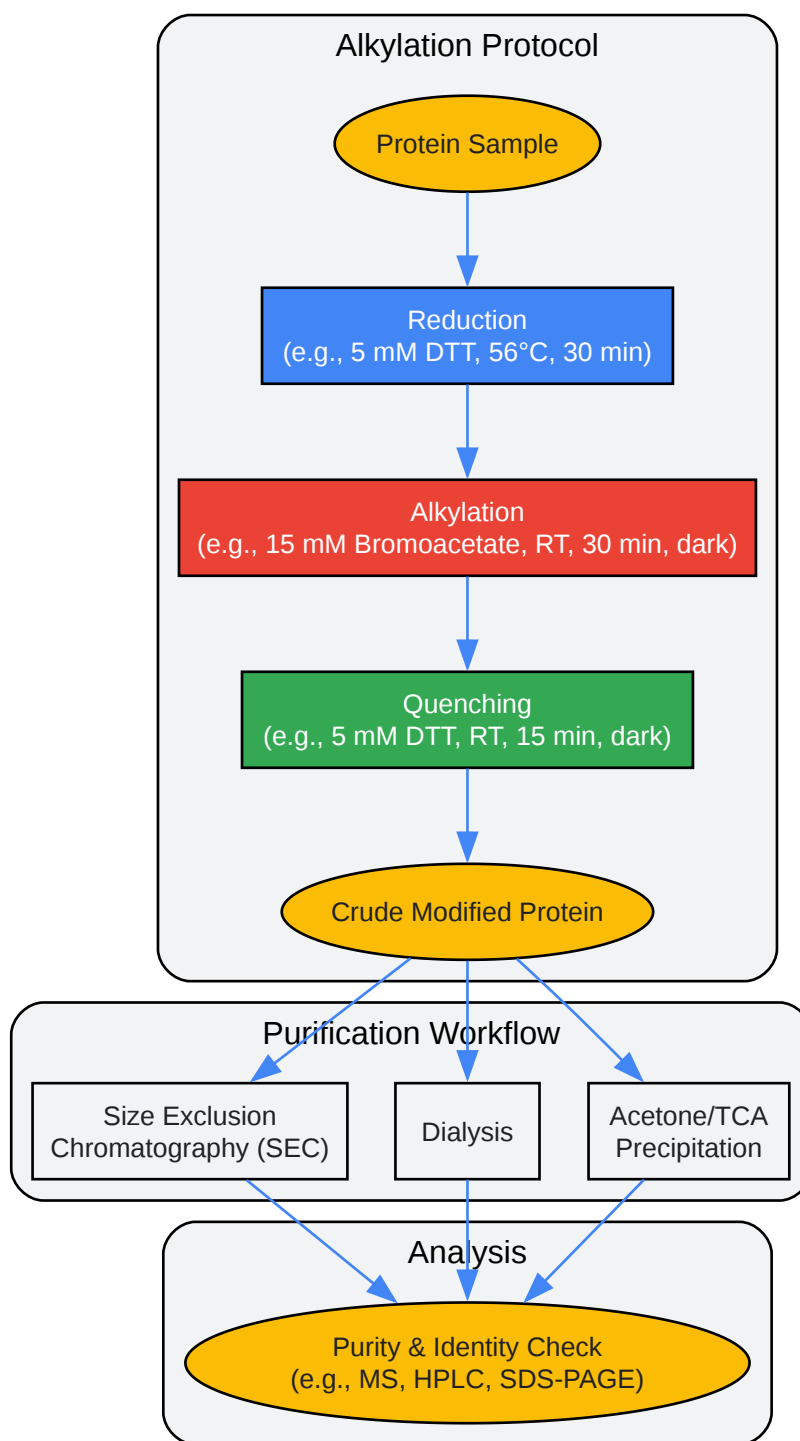 Alkylation Protocol
Protein Sample
Reduction
(e.g., 5 mM DTT, 56°C, 30 min)
Alkylation
(e.g., 15 mM Bromoacetate, RT, 30 min, dark)
Quenching
(e.g., 5 mM DTT, RT, 15 min, dark)
Crude Modified Protein
Purification Workflow
Size Exclusion
Chromatography (SEC)
Dialysis
Acetone/TCA
Precipitation
Analysis
Purity & Identity Check
(e.g., MS, HPLC, SDS-PAGE)